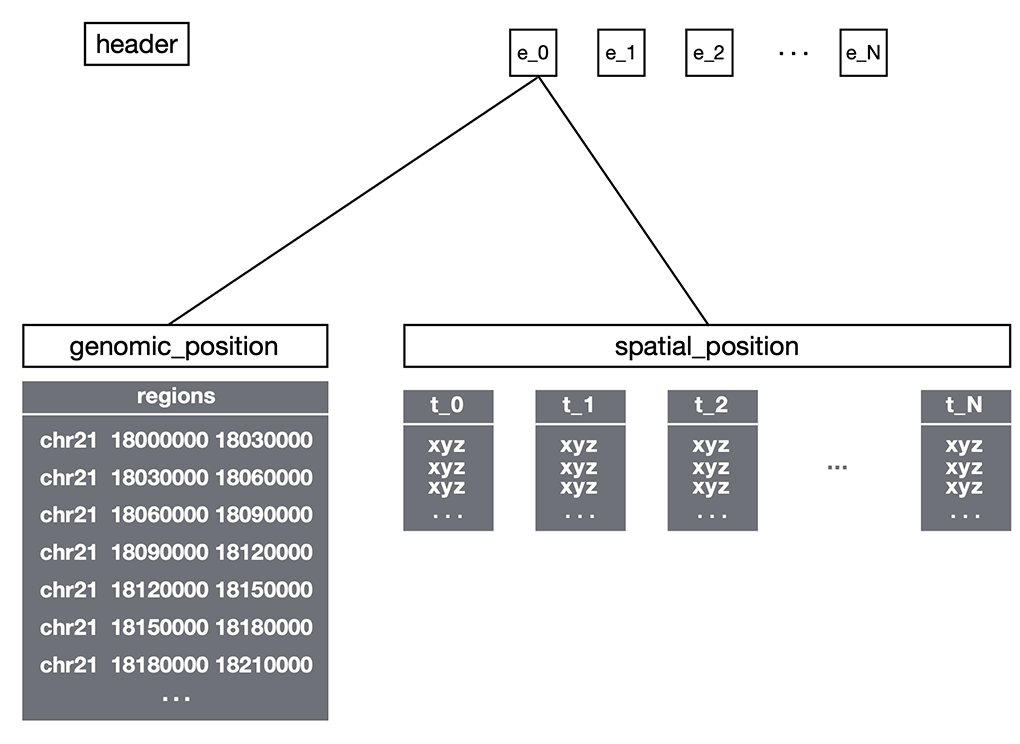 header
e_0 e_1 e_2 ... e_N
genomic_position
regions
chr21 18000000 18030000
chr21 18030000 18060000
chr21 18060000 18090000
chr21 18090000 18120000
chr21 18120000 18150000
chr21 18150000 18180000
chr21 18180000 18210000
...
spatial_position
t_0 t_1 t_2 ... t_N
xyz xyz xyz xyz
xyz xyz xyz xyz
xyz xyz xyz xyz
... ... ... ...